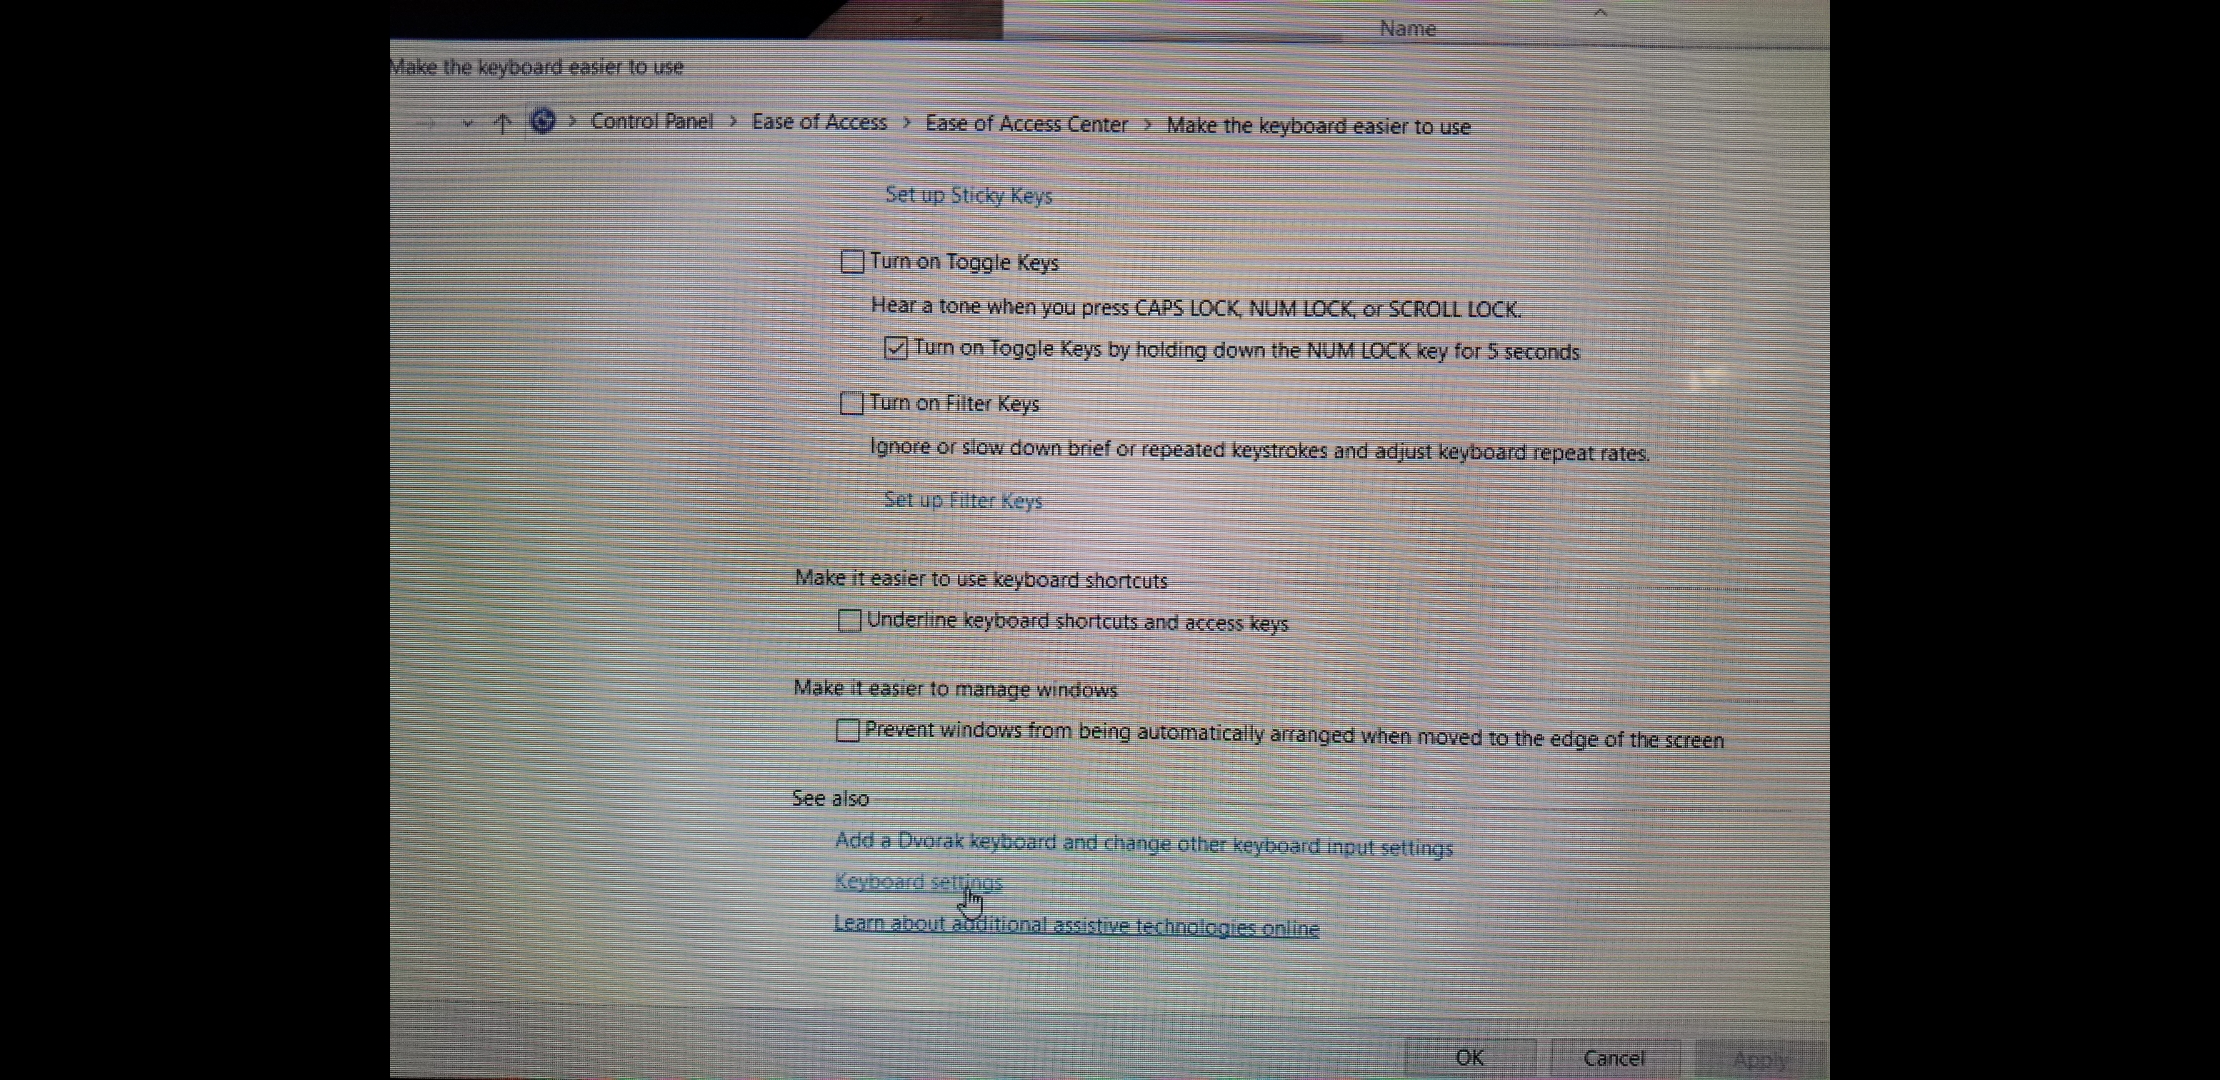 Name
Make the keyboard easier to use
Control Panel > Ease of Access > Ease of Access Center > Make the keyboard easier to use
Set up Sticky Keys
Turn on Toggle Keys
Hear a tone when you press CAPS LOCK, NUM LOCK, or SCROLL LOCK.
Turn on Toggle Keys by holding down the NUM LOCK key for 5 seconds
Turn on Filter Keys
Ignore or slow down brief or repeated keystrokes and adjust keyboard repeat rates.
Set up Filter Keys
Make it easier to use keyboard shortcuts
Underline keyboard shortcuts and access keys
Make it easier to manage windows
Prevent windows from being automatically arranged when moved to the edge of the screen
See also
Add a Dvorak keyboard and change other keyboard input settings
Keyboard settings
Learn about additional assistive technologies online
OK Cancel Apply